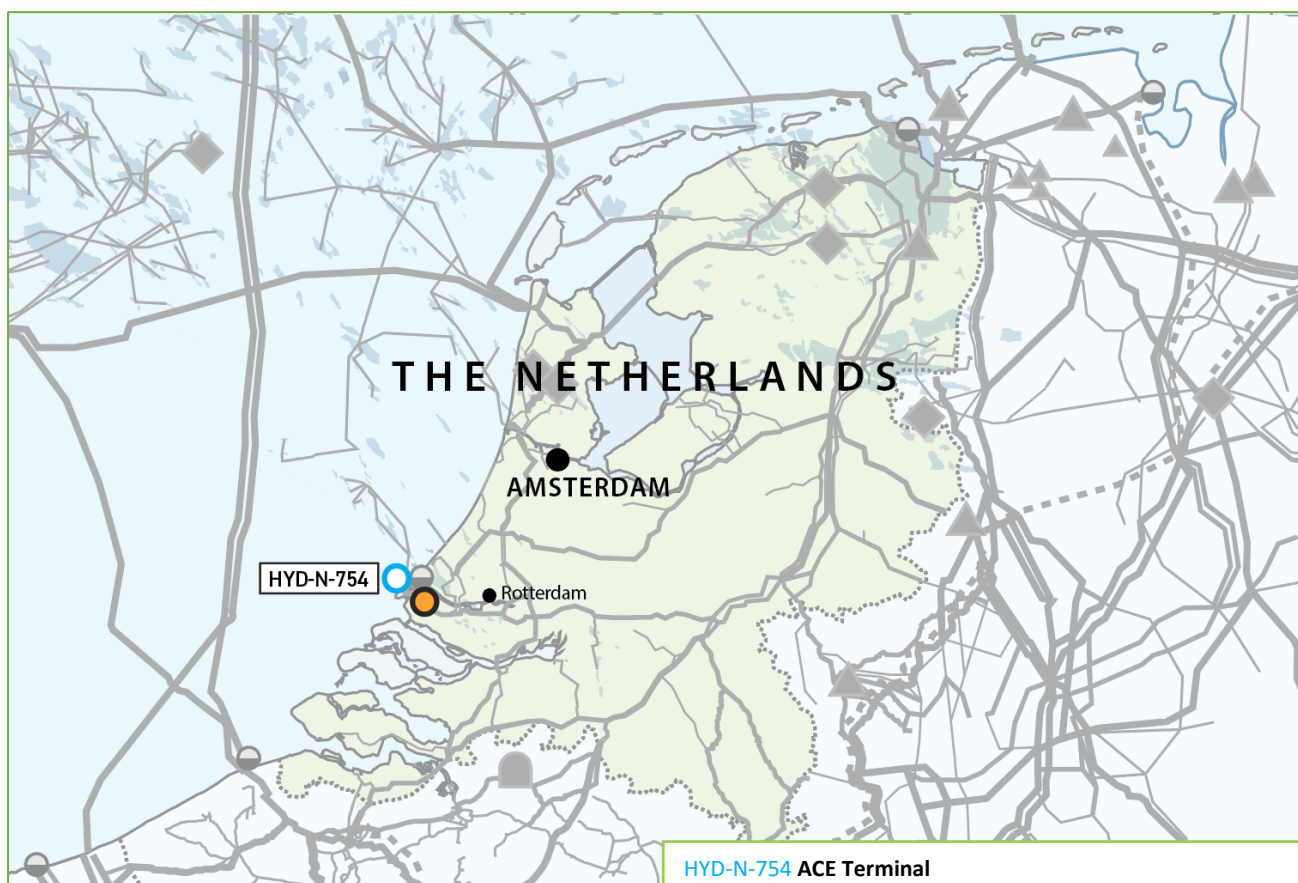 THE NETHERLANDS
AMSTERDAM
HYD-N-754
Rotterdam
HYD-N-754 ACE Terminal